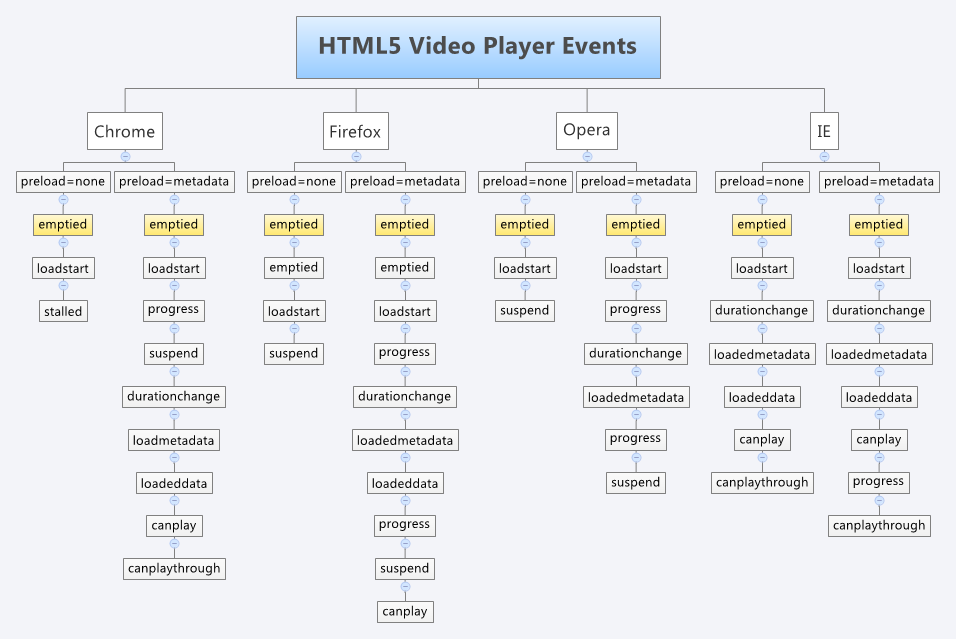 HTML5 Video Player Events
Chrome
Firefox
Opera
IE
preload=none
preload=metadata
preload=none
preload=metadata
preload=none
preload=metadata
preload=none
preload=metadata
emptied
emptied
emptied
emptied
emptied
emptied
emptied
emptied
loadstart
loadstart
emptied
emptied
loadstart
loadstart
loadstart
loadstart
stalled
progress
loadstart
loadstart
suspend
progress
durationchange
durationchange
suspend
suspend
progress
durationchange
loadedmetadata
loadedmetadata
durationchange
durationchange
loadedmetadata
loadeddata
loadeddata
loadmetadata
loadedmetadata
progress
canplay
canplay
loadeddata
loadeddata
suspend
canplaythrough
progress
canplay
progress
canplaythrough
canplaythrough
suspend
canplay